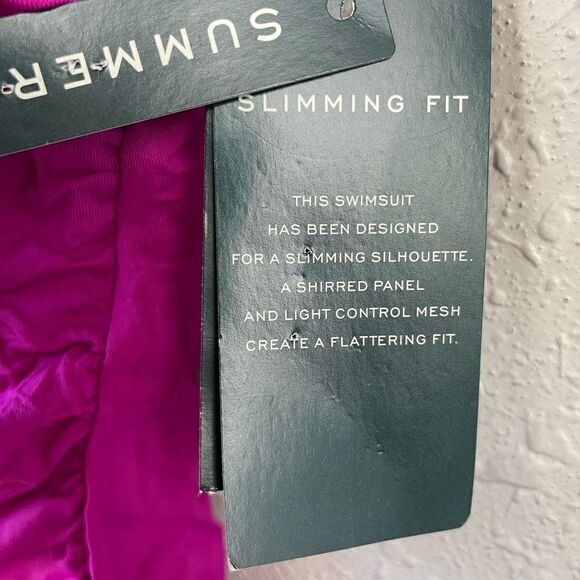 SUMMER
SLIMMING FIT
THIS SWIMSUIT
HAS BEEN DESIGNED
FOR A SLIMMING SILHOUETTE.
A SHIRRED PANEL
AND LIGHT CONTROL MESH
CREATE A FLATTERING FIT.